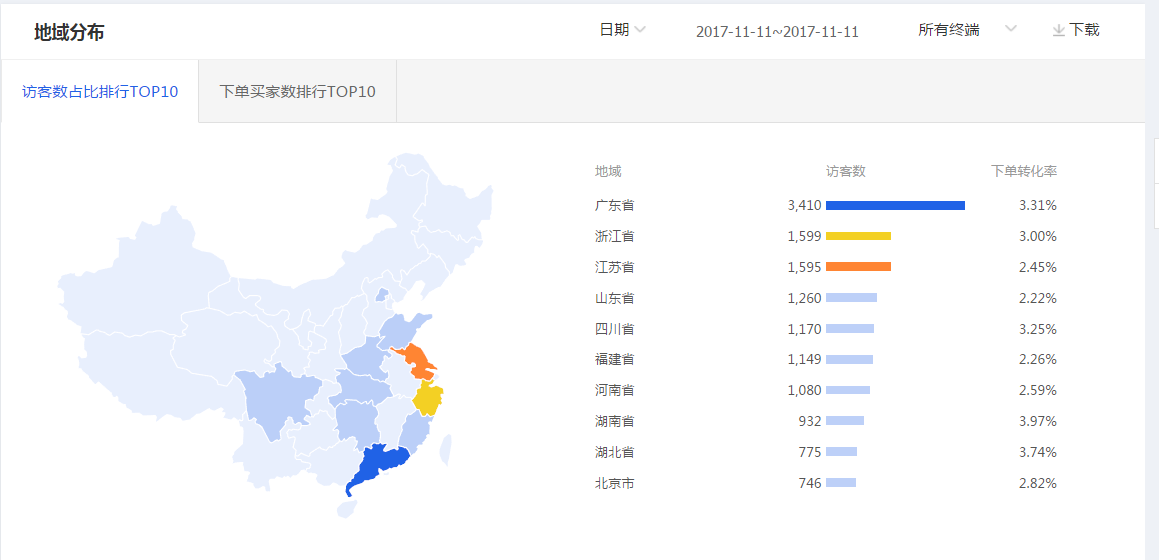 地域分布 日期 2017-11-11~2017-11-11 所有终端 下载
访客数占比排行TOP10 下单买家数排行TOP10
地域 访客数 下单转化率
广东省 3,410 3.31%
浙江省 1,599 3.00%
江苏省 1,595 2.45%
山东省 1,260 2.22%
四川省 1,170 3.25%
福建省 1,149 2.26%
河南省 1,080 2.59%
湖南省 932 3.97%
湖北省 775 3.74%
北京市 746 2.82%